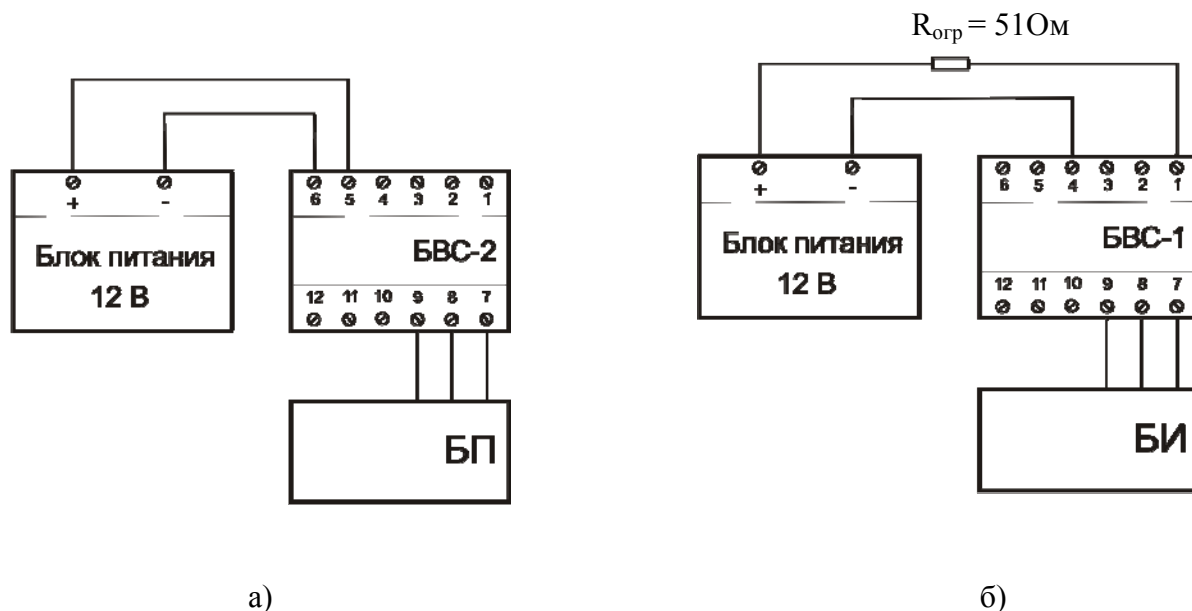 Rогр = 51Ом
+ -
Блок питания
12 В
6 5 4 3 2 1
БВС-2
12 11 10 9 8 7
БП
+ -
Блок питания
12 В
6 5 4 3 2 1
БВС-1
12 11 10 9 8 7
БИ
а)
б)